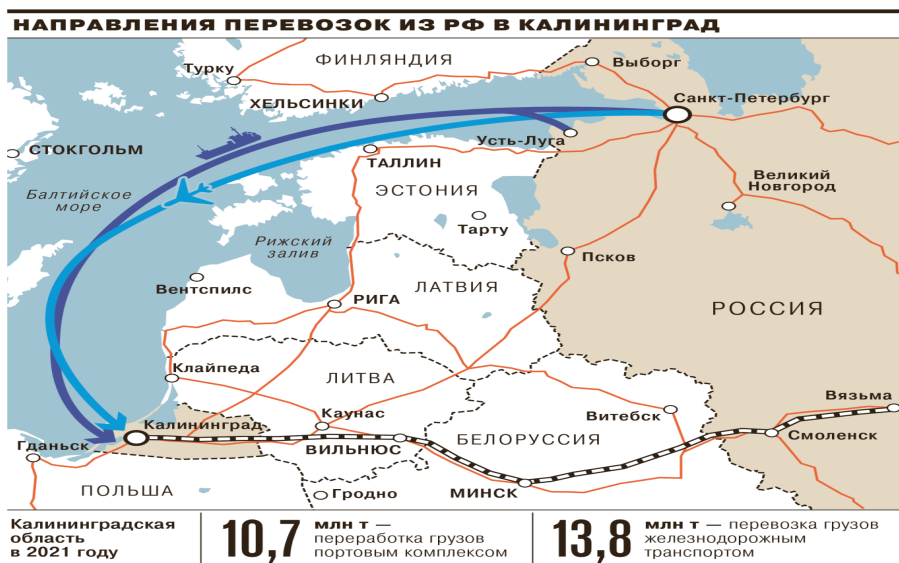 НАПРАВЛЕНИЯ ПЕРЕВОЗОК ИЗ РФ В КАЛИНИНГРАД
ФИНЛЯНДИЯ
Турку
Выборг
ХЕЛЬСИНКИ
Санкт-Петербург
Усть-Луга
СТОКГОЛЬМ
ТАЛЛИН
ЭСТОНИЯ
Великий
Новгород
Балтийское
море
Тарту
Рижский
залив
Псков
Вентспилс
ЛАТВИЯ
РИГА
РОССИЯ
Клайпеда
ЛИТВА
Вязьма
Каунас
Витебск
Калининград
Смоленск
Гданьск
ВИЛЬНЮС
БЕЛОРУССИЯ
ПОЛЬША
Гродно
МИНСК
Калининградская
область
в 2021 году
10,7 млн т —
переработка грузов
портовым комплексом
13,8 млн т — перевозка грузов
железнодорожным
транспортом